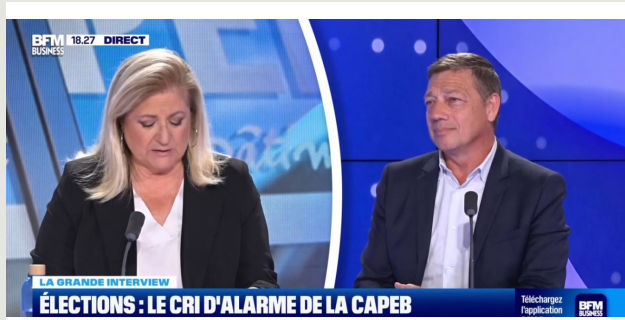 BFM
BUSINESS
18.27 DIRECT
LA GRANDE INTERVIEW
ÉLECTIONS : LE CRI D'ALARME DE LA CAPEB
Téléchargez
l'application
BFM
BUSINESS